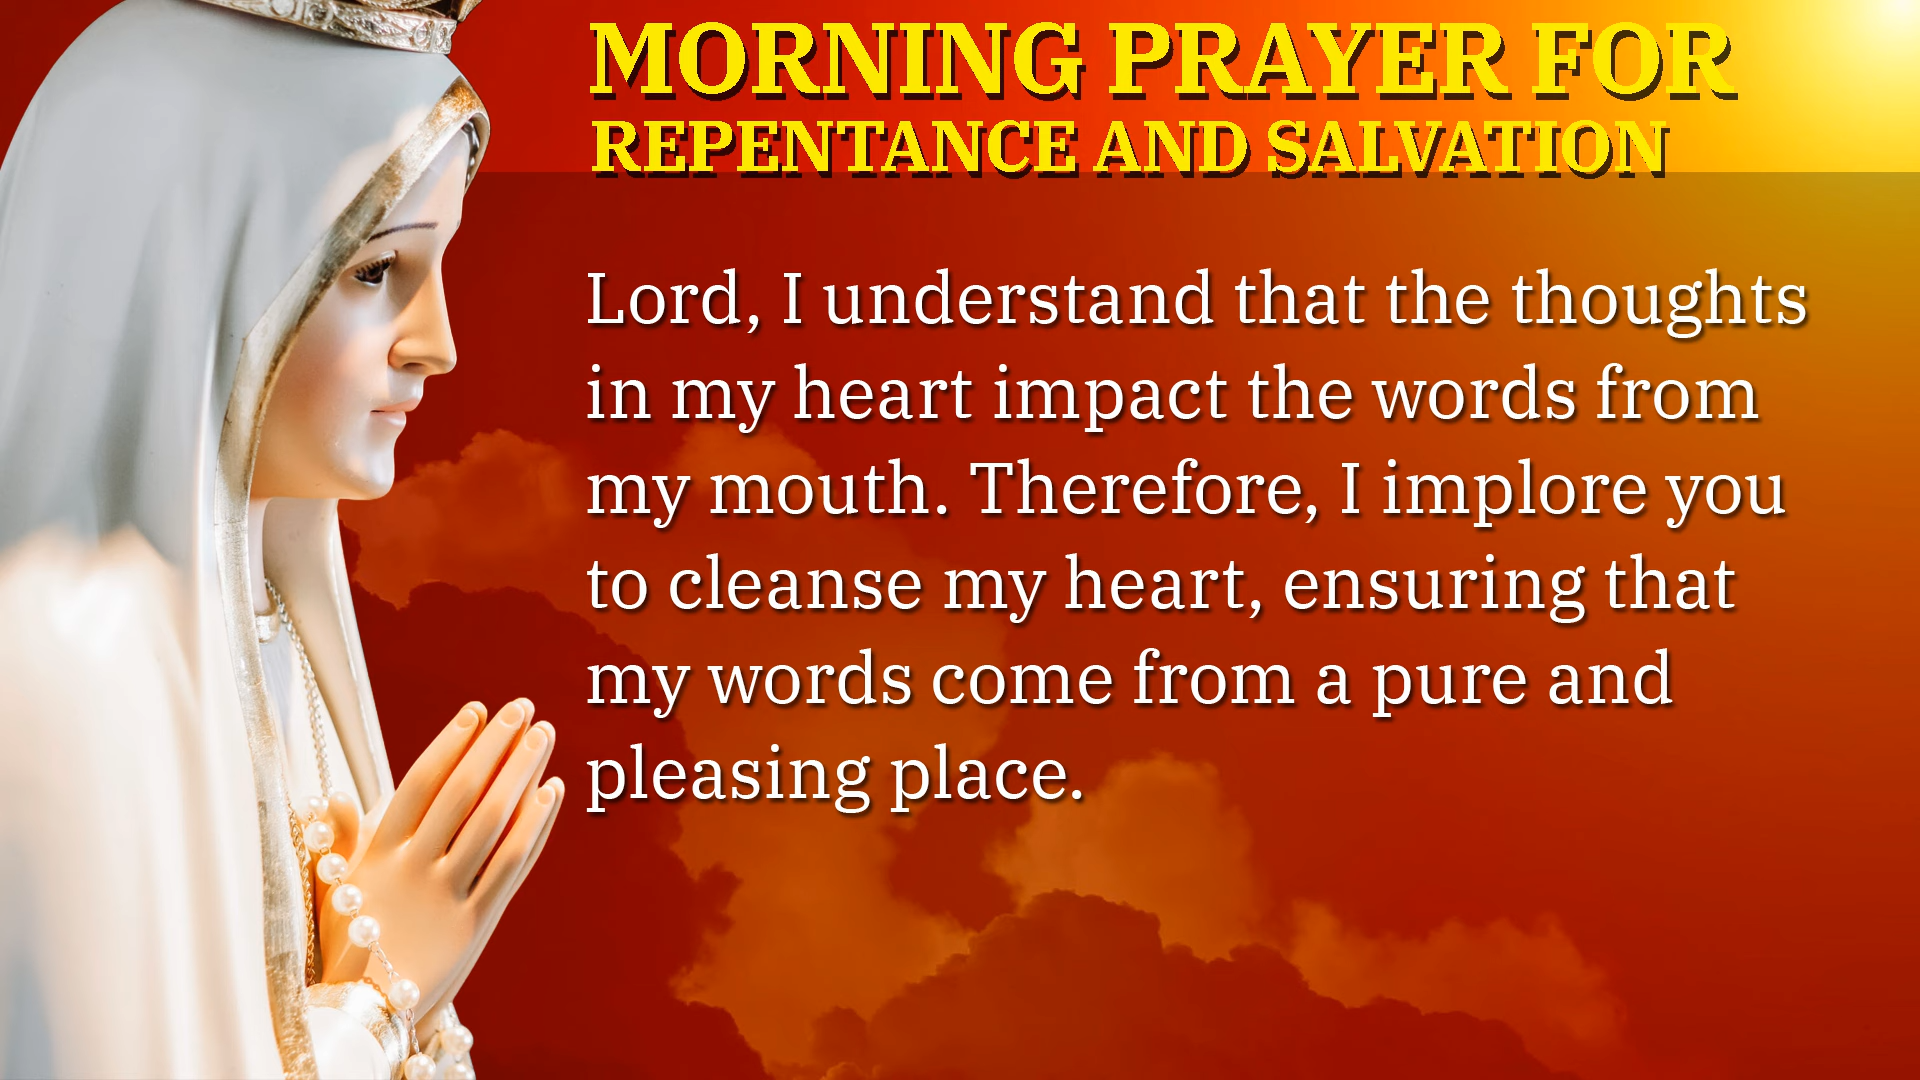 MORNING PRAYER FOR
REPENTANCE AND SALVATION
Lord, I understand that the thoughts
in my heart impact the words from
my mouth. Therefore, I implore you
to cleanse my heart, ensuring that
my words come from a pure and
pleasing place.